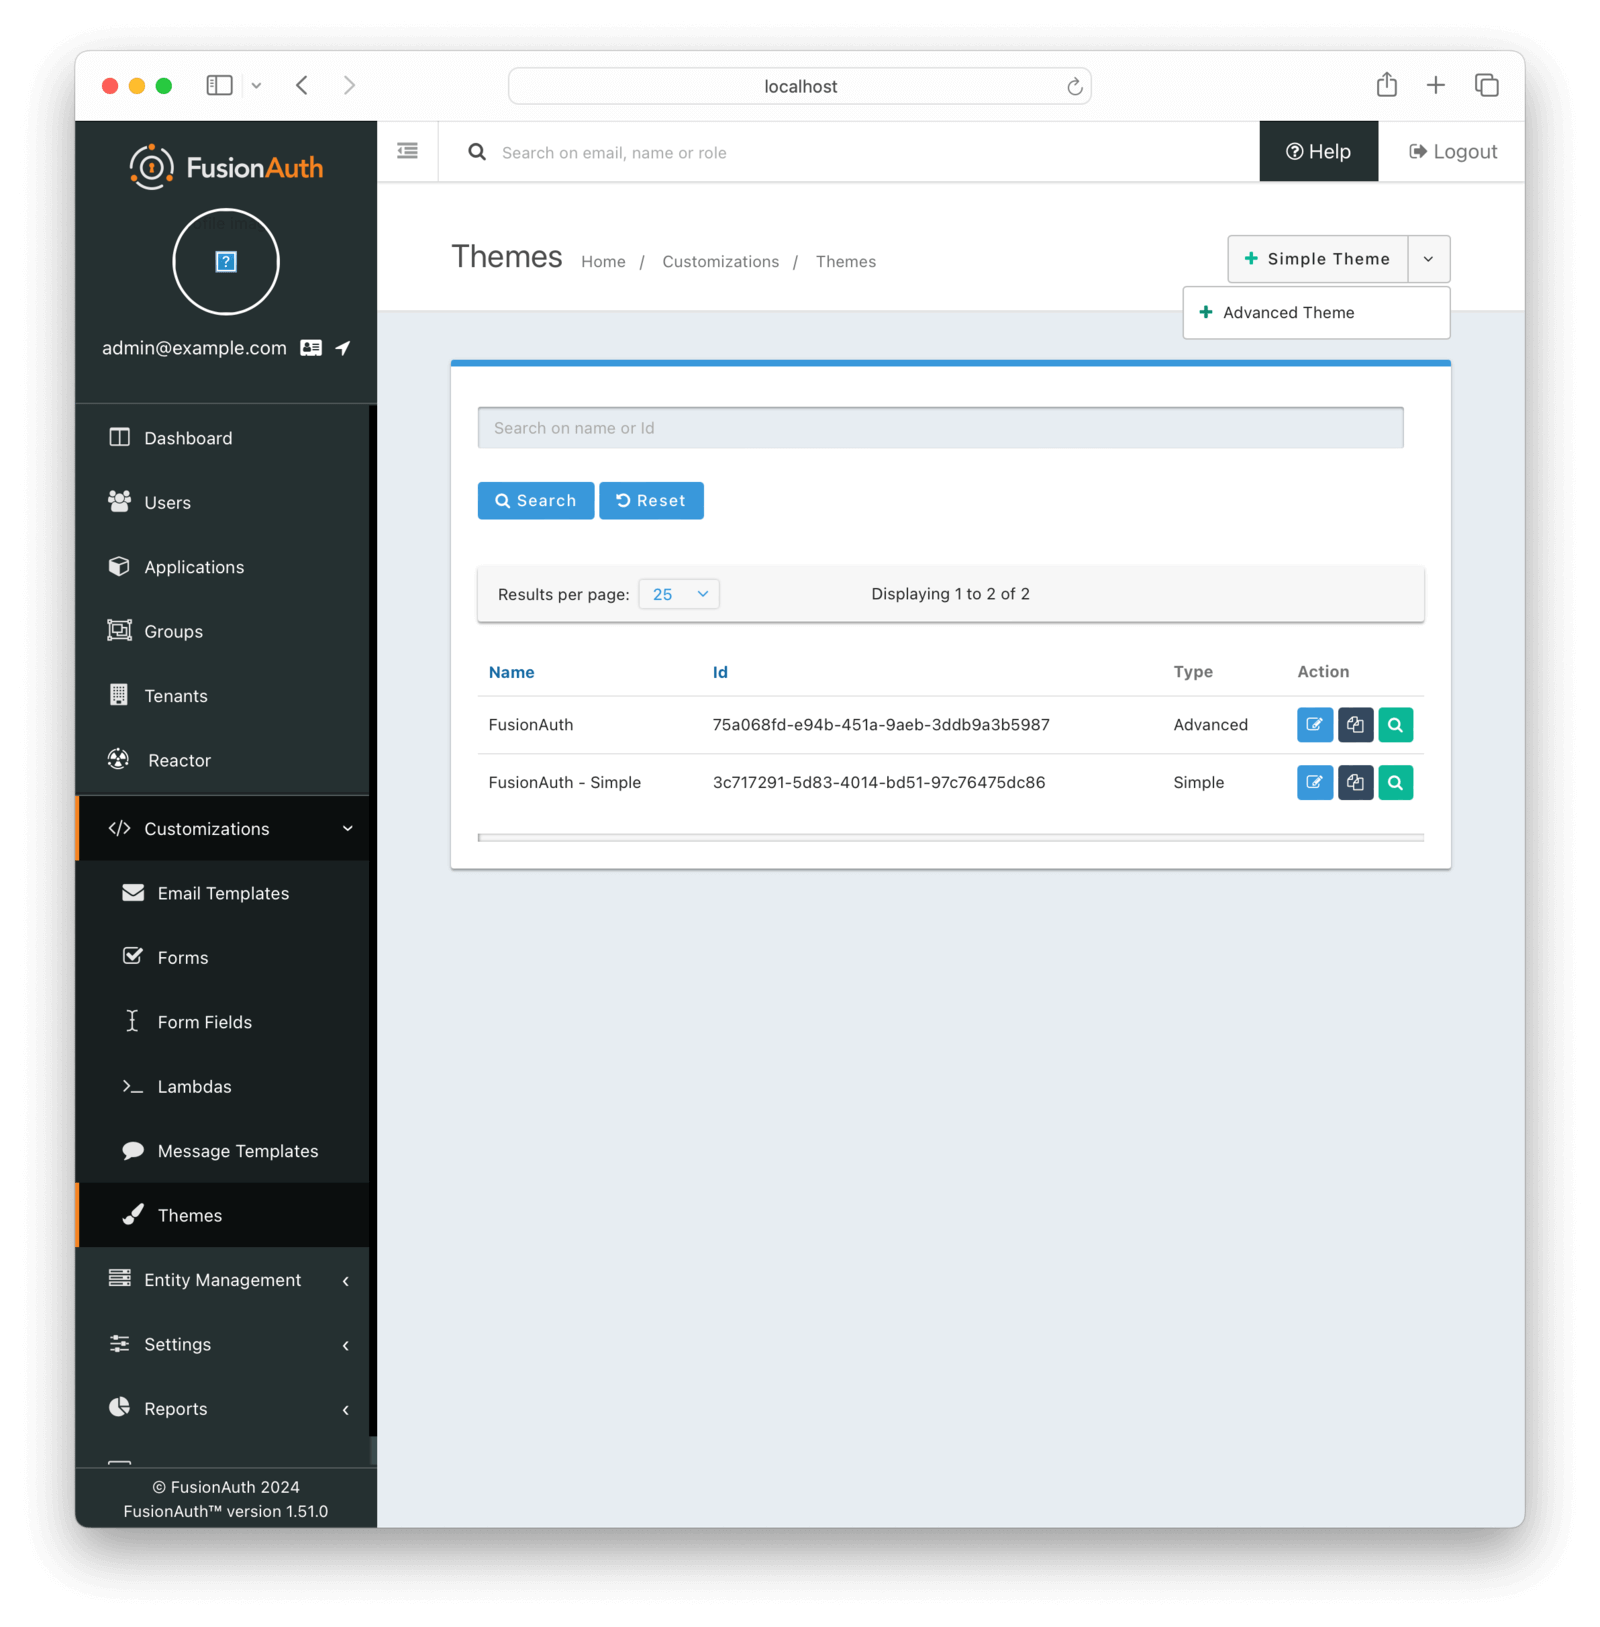 localhost
FusionAuth
Search on email, name or role
Help
Logout
admin@example.com
Themes
Home / Customizations / Themes
Simple Theme
Advanced Theme
Dashboard
Users
Applications
Groups
Tenants
Reactor
Customizations
Email Templates
Forms
Form Fields
Lambdas
Message Templates
Themes
Entity Management
Settings
Reports
© FusionAuth 2024
FusionAuth™ version 1.51.0
Search on name or Id
Search Reset
Results per page: 25 Displaying 1 to 2 of 2
Name Id Type Action
FusionAuth 75a068fd-e94b-451a-9aeb-3ddb9a3b5987 Advanced
FusionAuth - Simple 3c717291-5d83-4014-bd51-97c76475dc86 Simple